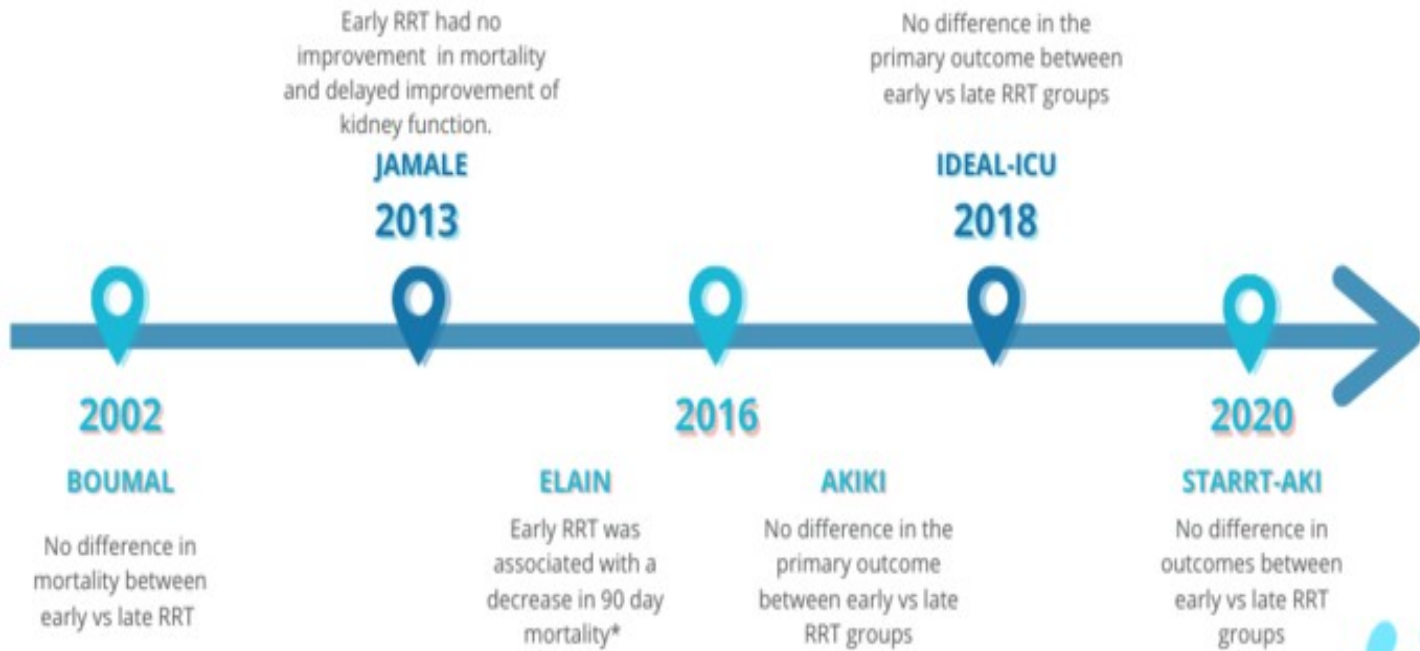 Early RRT had no
improvement in mortality
and delayed improvement of
kidney function.
JAMALE
2013
No difference in the
primary outcome between
early vs late RRT groups
IDEAL-ICU
2018
2002
BOUMAL
No difference in
mortality between
early vs late RRT
2016
ELAIN
Early RRT was
associated with a
decrease in 90 day
mortality*
AKIKI
No difference in the
primary outcome
between early vs late
RRT groups
2020
STARRT-AKI
No difference in
outcomes between
early vs late RRT
groups